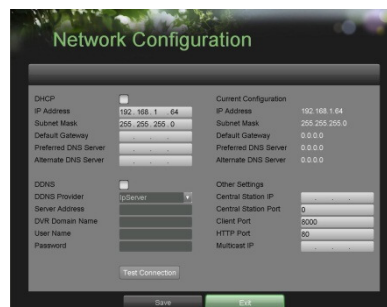 Network Configuration
DHCP
IP Address 192 . 168 . 1 . 64
Subnet Mask 255 . 255 . 255 . 0
Default Gateway . . .
Preferred DNS Server . . .
Alternate DNS Server . . .
Current Configuration
IP Address 192.168.1.64
Subnet Mask 255.255.255.0
Default Gateway 0.0.0.0
Preferred DNS Server 0.0.0.0
Alternate DNS Server 0.0.0.0
DDNS
DDNS Provider IpServer
Server Address
DVR Domain Name
User Name
Password
Test Connection
Other Settings
Central Station IP . . .
Central Station Port 0
Client Port 8000
HTTP Port 80
Multicast IP . . .
Save Exit